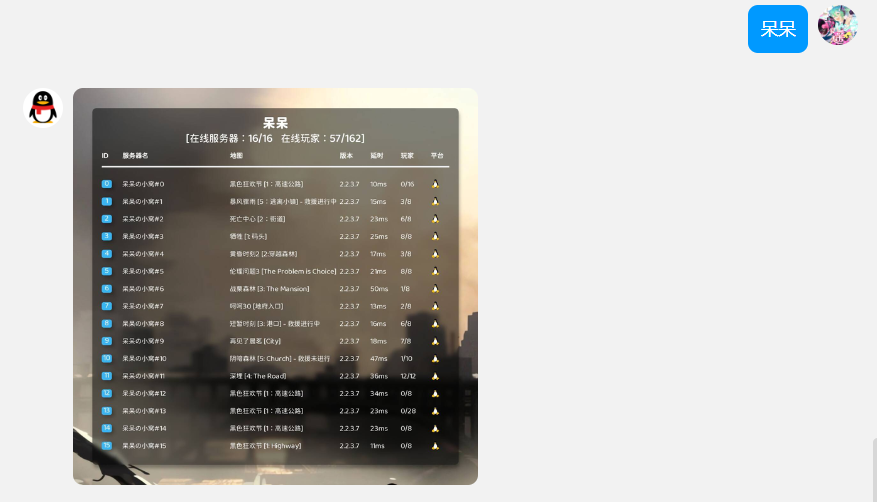 呆呆
呆呆
[在线服务器：16/16 在线玩家：57/162]
ID 服务器名 地图 版本 延时 玩家 平台
0 呆呆の小窝#0 黑色狂欢节 [1：高速公路] 2.2.3.7 10ms 0/16
1 呆呆の小窝#1 暴风骤雨 [5：逃离小镇] - 救援进行中 2.2.3.7 15ms 3/8
2 呆呆の小窝#2 死亡中心 [2：街道] 2.2.3.7 23ms 6/8
3 呆呆の小窝#3 牺牲 [1: 码头] 2.2.3.7 25ms 8/8
4 呆呆の小窝#4 黄昏时刻2 [2:穿越森林] 2.2.3.7 17ms 3/8
5 呆呆の小窝#5 伦理问题3 [The Problem is Choice] 2.2.3.7 21ms 8/8
6 呆呆の小窝#6 战栗森林 [3: The Mansion] 2.2.3.7 50ms 1/8
7 呆呆の小窝#7 呵呵30 [地府入口] 2.2.3.7 13ms 2/8
8 呆呆の小窝#8 短暂时刻 [3: 港口] - 救援进行中 2.2.3.7 16ms 6/8
9 呆呆の小窝#9 再见了晨茗 [City] 2.2.3.7 18ms 7/8
10 呆呆の小窝#10 阴暗森林 [5: Church] - 救援未进行 2.2.3.7 47ms 1/10
11 呆呆の小窝#11 深埋 [4: The Road] 2.2.3.7 36ms 12/12
12 呆呆の小窝#12 黑色狂欢节 [1：高速公路] 2.2.3.7 34ms 0/8
13 呆呆の小窝#13 黑色狂欢节 [1：高速公路] 2.2.3.7 23ms 0/28
14 呆呆の小窝#14 黑色狂欢节 [1：高速公路] 2.2.3.7 23ms 0/8
15 呆呆の小窝#15 黑色狂欢节 [1: Highway] 2.2.3.7 11ms 0/8